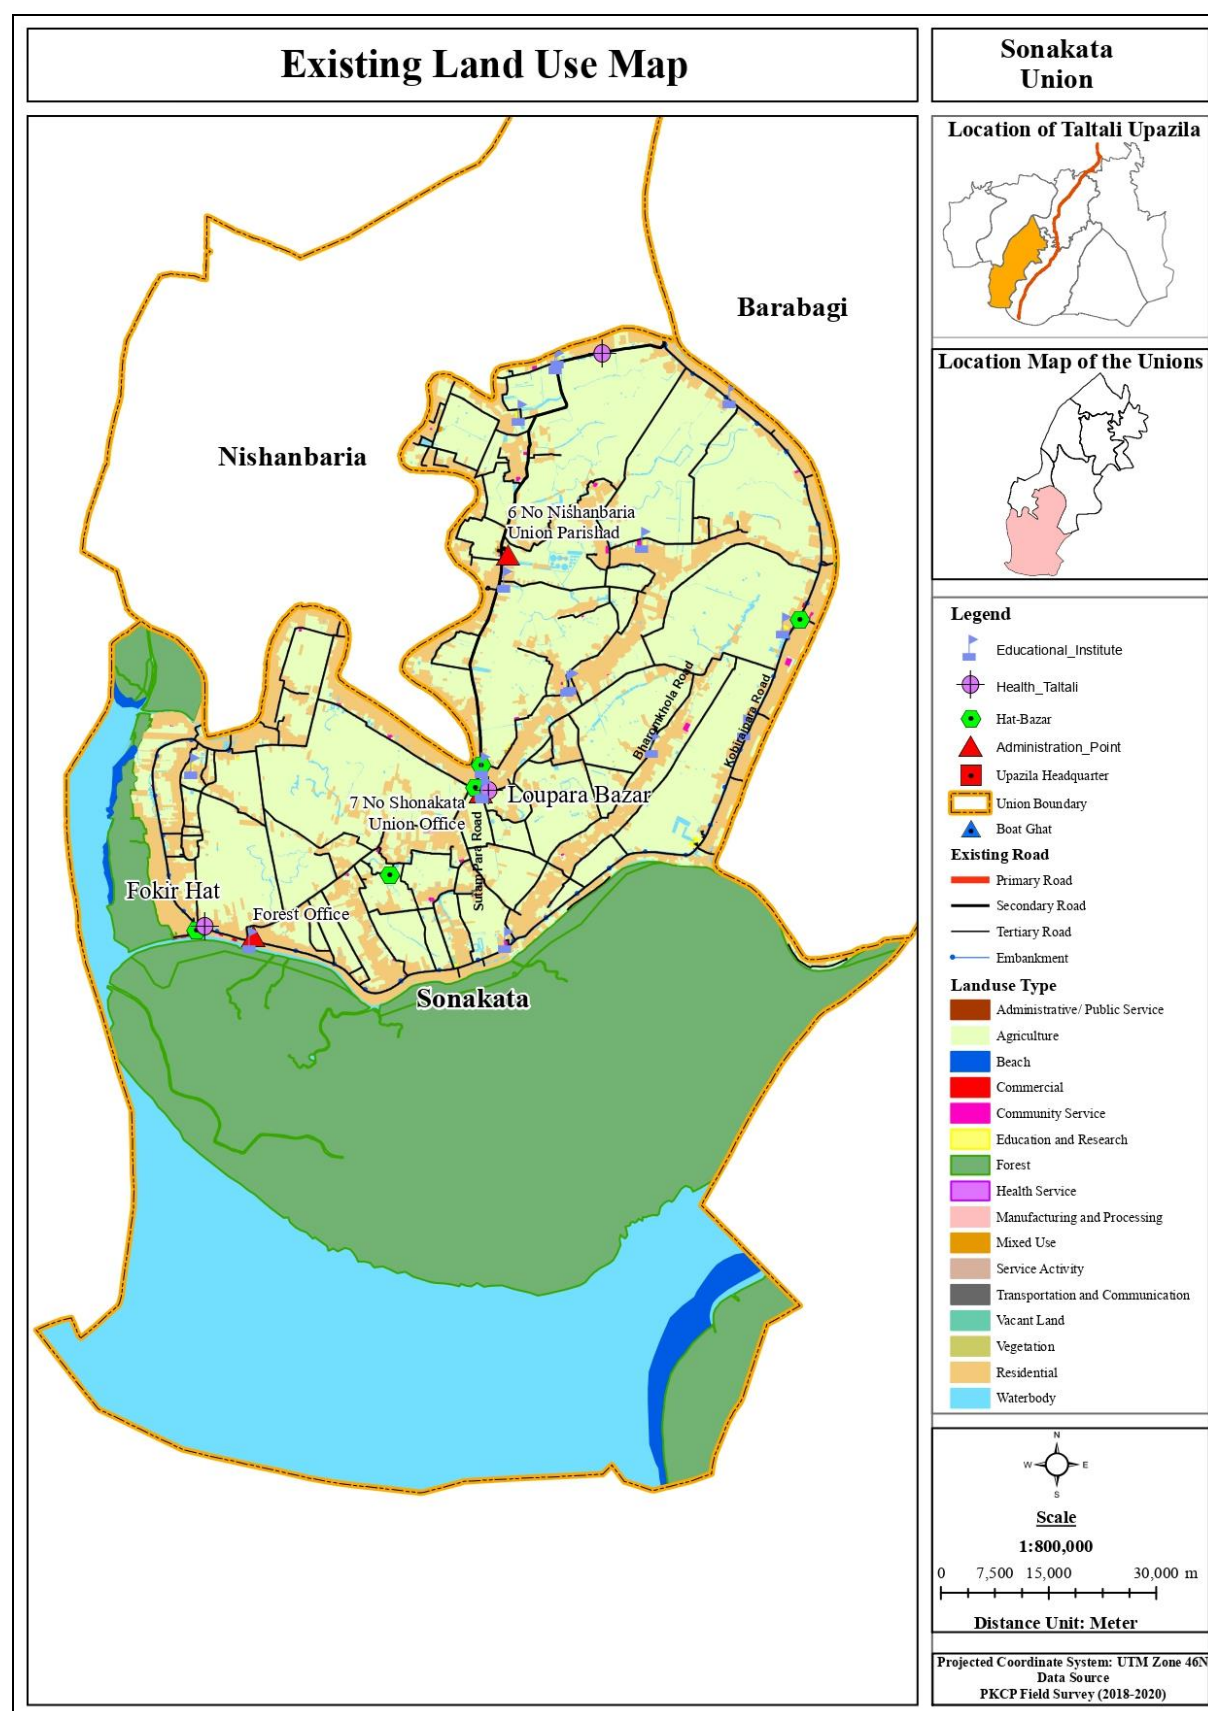 Existing Land Use Map
Sonakata
Union
Location of Taltali Upazila
Location Map of the Unions
Barabagi
Nishanbaria
6 No Nishanbaria
Union Parishad
Bharomkhola Road
Kobirajpara Road
7 No Shonakata
Union Office
Loupara Bazar
Sutam Para Road
Fokir Hat
Forest Office
Sonakata
Legend
Educational_Institute
Health_Taltali
Hat-Bazar
Administration_Point
Upazila Headquarter
Union Boundary
Boat Ghat
Existing Road
Primary Road
Secondary Road
Tertiary Road
Embankment
Landuse Type
Administrative/ Public Service
Agriculture
Beach
Commercial
Community Service
Education and Research
Forest
Health Service
Manufacturing and Processing
Mixed Use
Service Activity
Transportation and Communication
Vacant Land
Vegetation
Residential
Waterbody
N
W E
S
Scale
1:800,000
0 7,500 15,000 30,000 m
Distance Unit: Meter
Projected Coordinate System: UTM Zone 46N
Data Source
PKCP Field Survey (2018-2020)